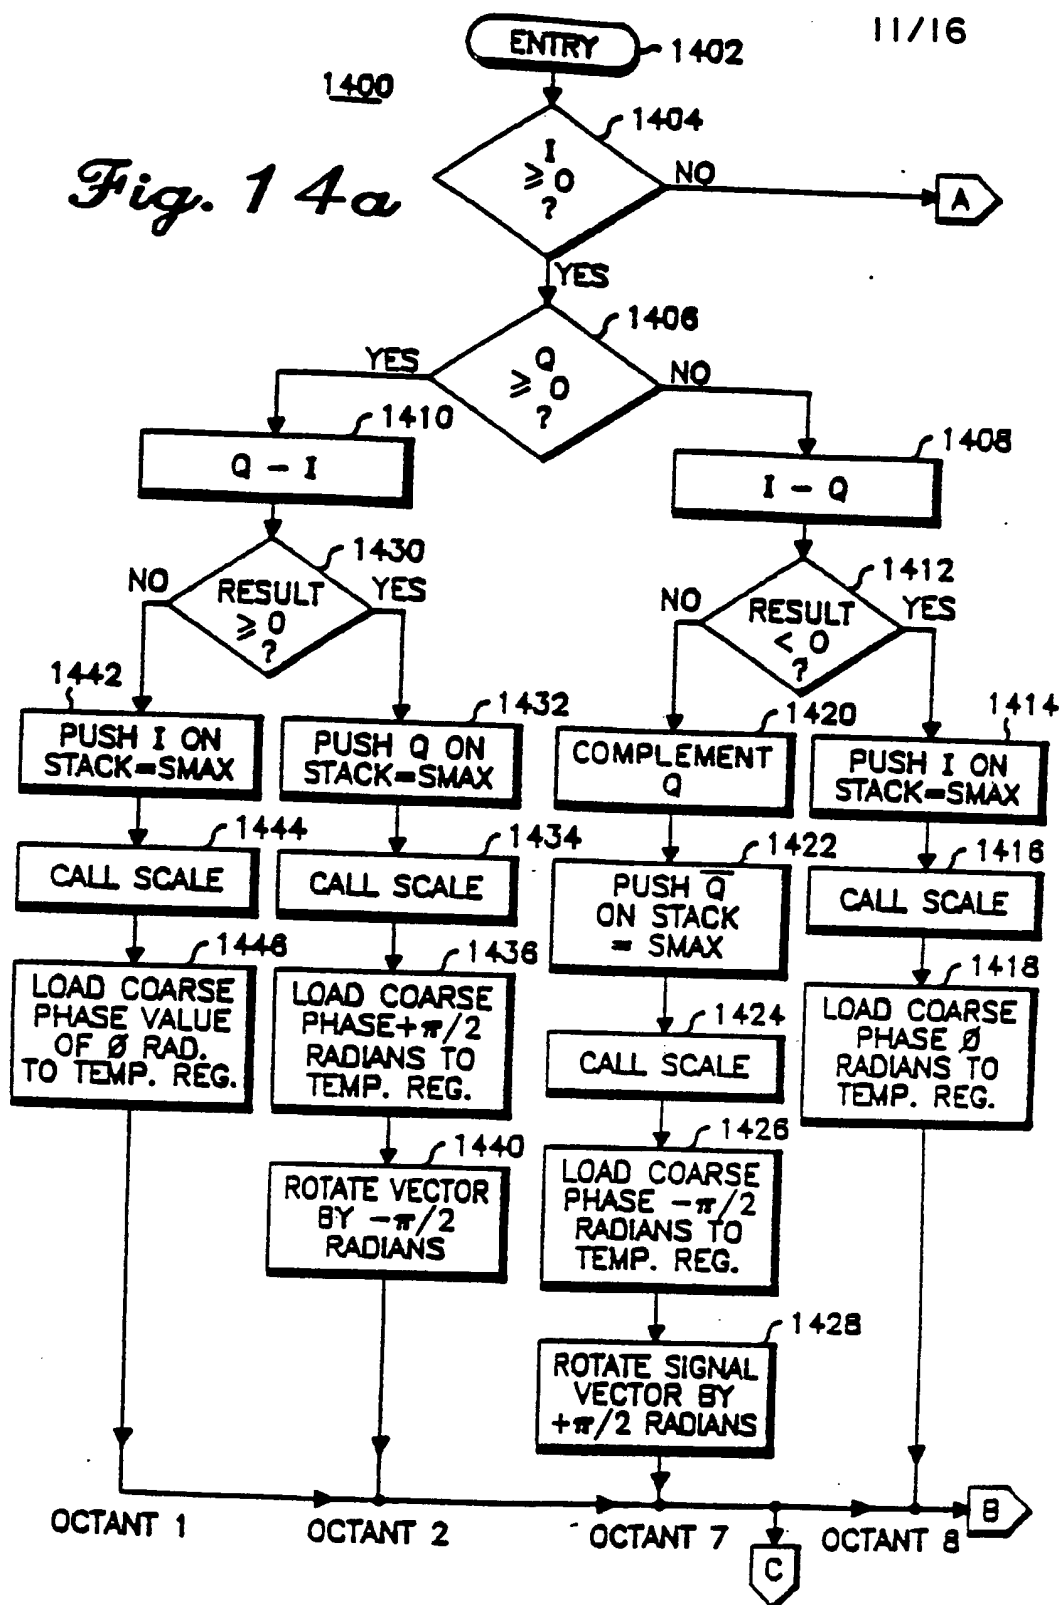 11/16
ENTRY
1402
1400
1404
Fig. 14a
I
≥ 0
?
NO
A
YES
1406
Q
≥ 0
?
YES
NO
1410
Q - I
1408
I - Q
1430
RESULT
≥ 0
?
NO
YES
1412
RESULT
< 0
?
NO
YES
1442
PUSH I ON
STACK=SMAX
1432
PUSH Q ON
STACK=SMAX
1420
COMPLEMENT
Q
1414
PUSH I ON
STACK=SMAX
1444
CALL SCALE
1434
CALL SCALE
1422
PUSH Q̅
ON STACK
= SMAX
1416
CALL SCALE
1446
LOAD COARSE
PHASE VALUE
OF Ø RAD.
TO TEMP. REG.
1436
LOAD COARSE
PHASE+π/2
RADIANS TO
TEMP. REG.
1424
CALL SCALE
1418
LOAD COARSE
PHASE Ø
RADIANS TO
TEMP. REG.
1440
ROTATE VECTOR
BY -π/2
RADIANS
1426
LOAD COARSE
PHASE -π/2
RADIANS TO
TEMP. REG.
1428
ROTATE SIGNAL
VECTOR BY
+π/2 RADIANS
OCTANT 1
OCTANT 2
OCTANT 7
OCTANT 8
B
C